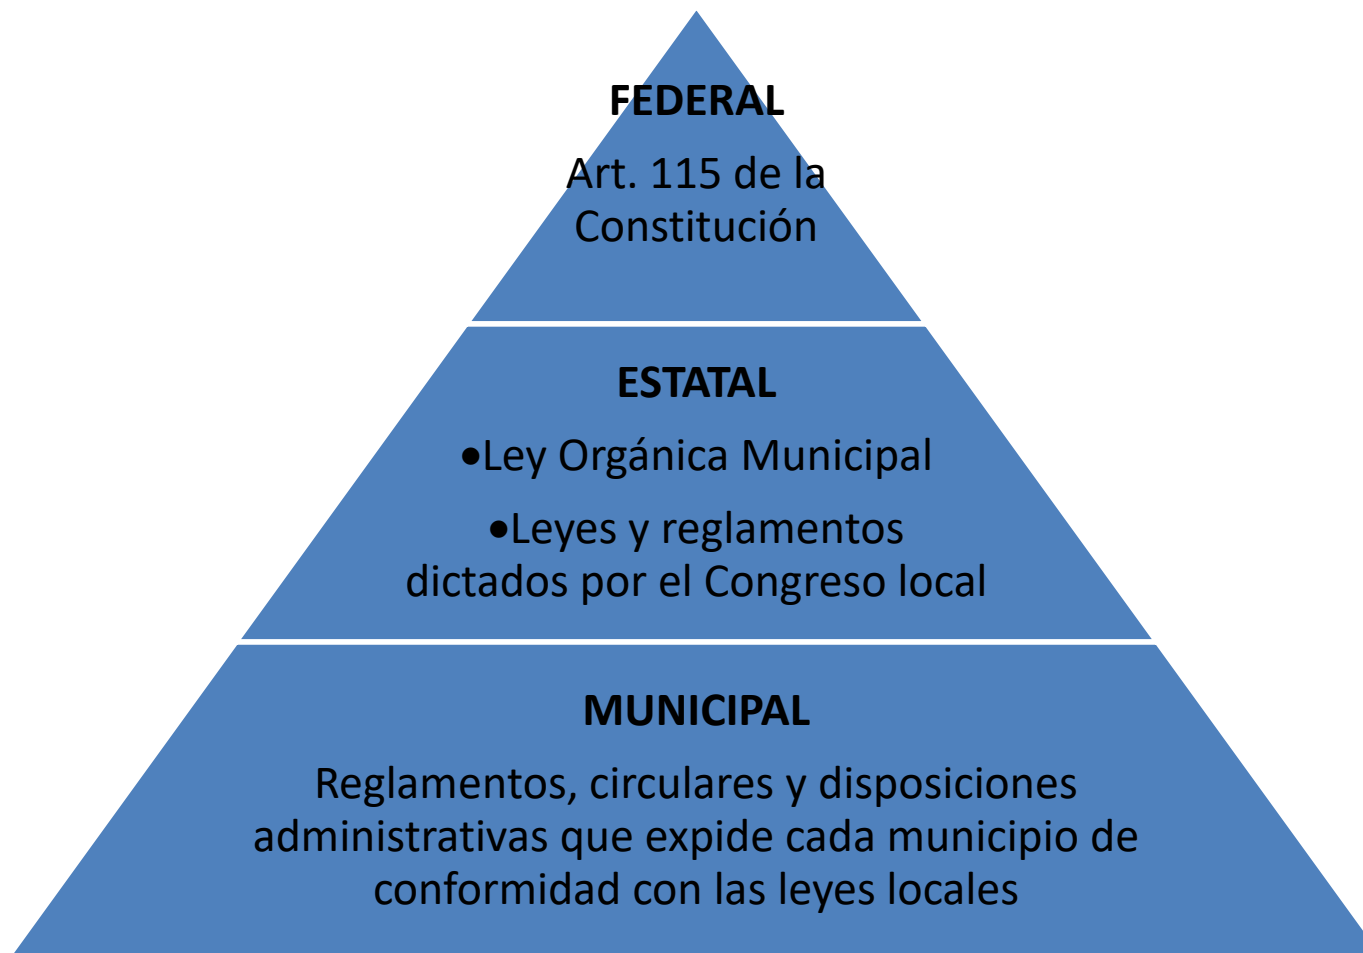 FEDERAL
Art. 115 de la
Constitución
ESTATAL
•Ley Orgánica Municipal
•Leyes y reglamentos
dictados por el Congreso local
MUNICIPAL
Reglamentos, circulares y disposiciones
administrativas que expide cada municipio de
conformidad con las leyes locales